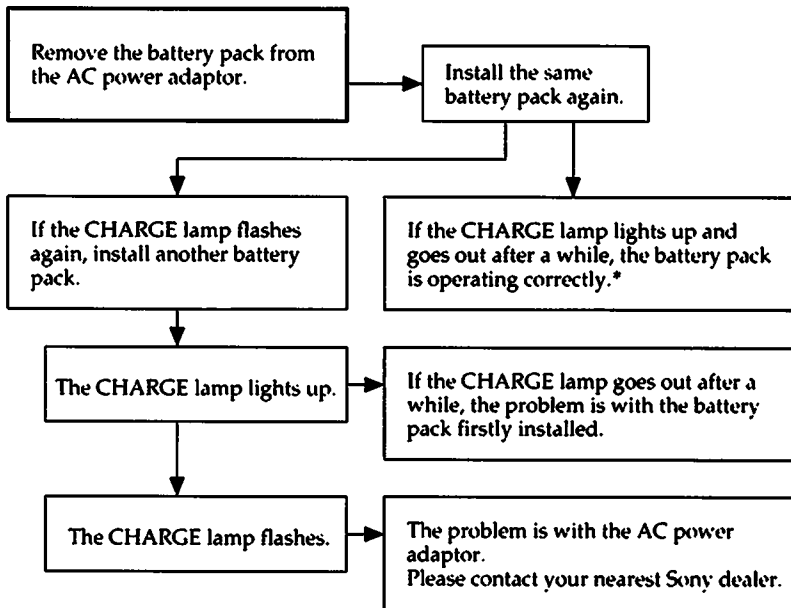 Remove the battery pack from
the AC power adaptor.
Install the same
battery pack again.
If the CHARGE lamp flashes
again, install another battery
pack.
If the CHARGE lamp lights up and
goes out after a while, the battery pack
is operating correctly.*
The CHARGE lamp lights up.
If the CHARGE lamp goes out after a
while, the problem is with the battery
pack firstly installed.
The CHARGE lamp flashes.
The problem is with the AC power
adaptor.
Please contact your nearest Sony dealer.